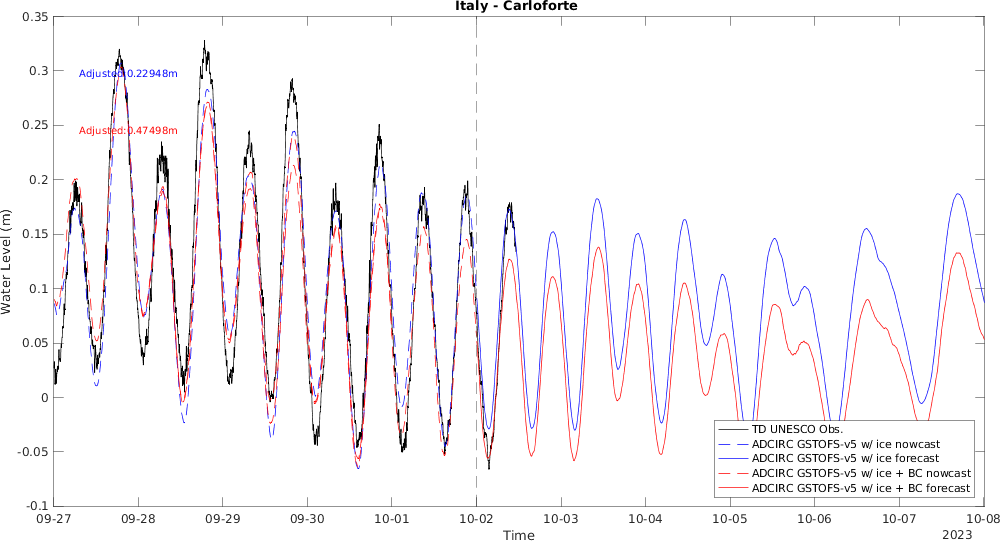 Italy - Carloforte
Water Level (m)
0.35
0.3
0.25
0.2
0.15
0.1
0.05
0
-0.05
-0.1
Adjusted:0.22948m
Adjusted:0.47498m
TD UNESCO Obs.
ADCIRC GSTOFS-v5 w/ ice nowcast
ADCIRC GSTOFS-v5 w/ ice forecast
ADCIRC GSTOFS-v5 w/ ice + BC nowcast
ADCIRC GSTOFS-v5 w/ ice + BC forecast
09-27 09-28 09-29 09-30 10-01 10-02 10-03 10-04 10-05 10-06 10-07 10-08
Time
2023